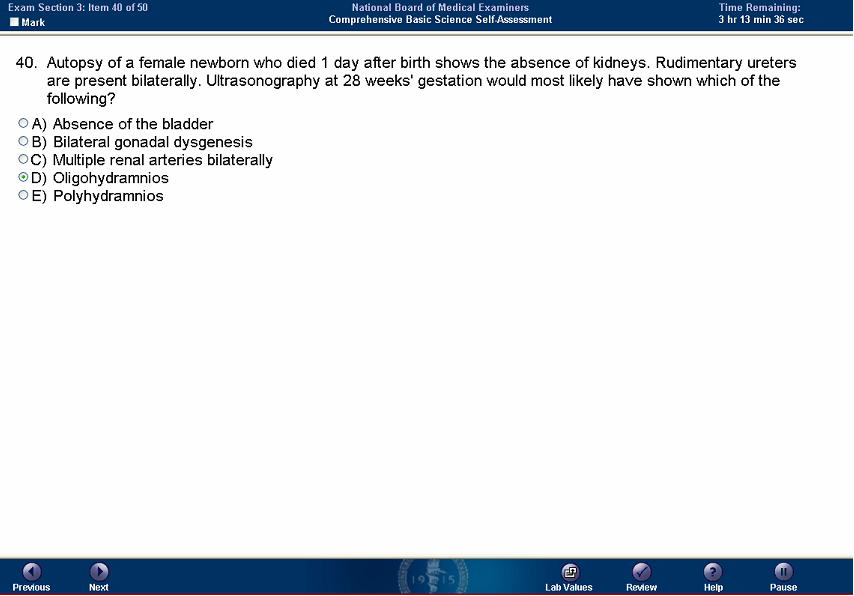 Exam Section 3: Item 40 of 50
National Board of Medical Examiners
Time Remaining:
Mark
Comprehensive Basic Science Self-Assessment
3 hr 13 min 36 sec
40. Autopsy of a female newborn who died 1 day after birth shows the absence of kidneys. Rudimentary ureters
are present bilaterally. Ultrasonography at 28 weeks' gestation would most likely have shown which of the
following?
A) Absence of the bladder
B) Bilateral gonadal dysgenesis
C) Multiple renal arteries bilaterally
D) Oligohydramnios
E) Polyhydramnios
1915
Previous
Next
Lab Values
Review
Help
Pause